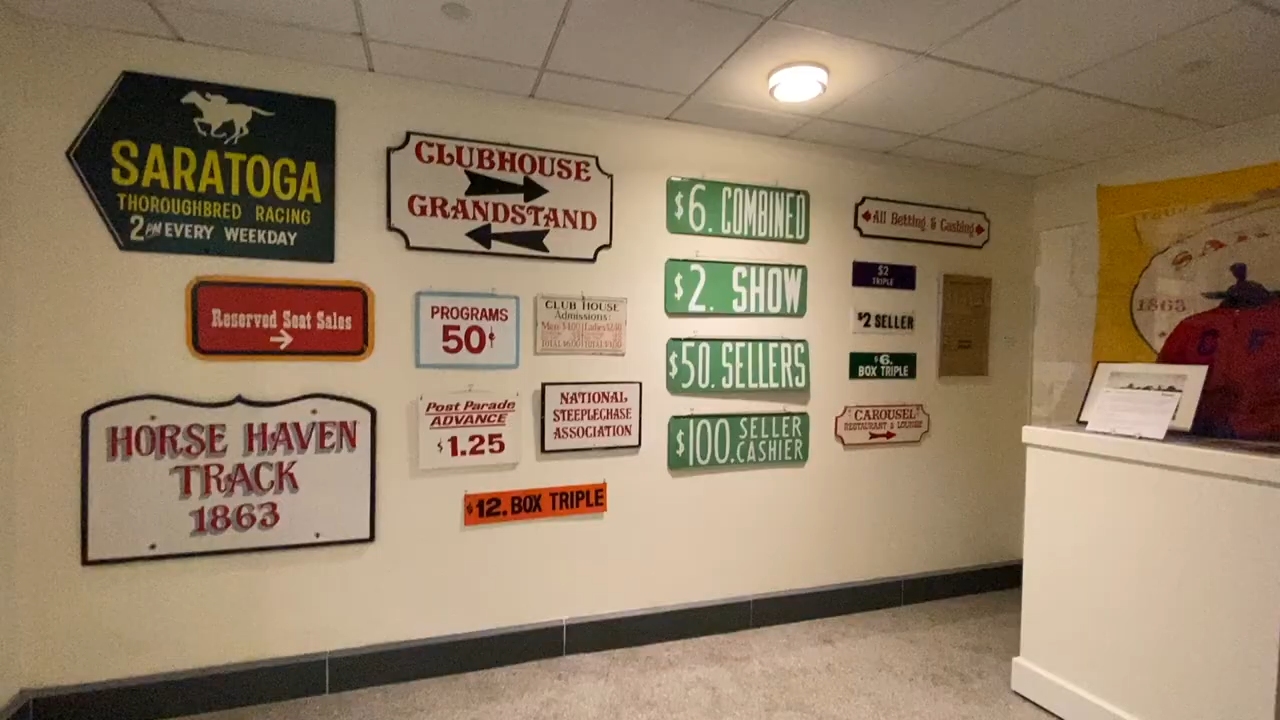 SARATOGA
THOROUGHBRED RACING
2PM EVERY WEEKDAY
CLUBHOUSE
GRANDSTAND
Reserved Seat Sales
PROGRAMS
50¢
CLUB HOUSE
Admissions:
HORSE HAVEN
TRACK
1863
Post Parade
ADVANCE
$1.25
NATIONAL
STEEPLECHASE
ASSOCIATION
$12. BOX TRIPLE
$6. COMBINED
$2. SHOW
$50. SELLERS
$100. SELLER
CASHIER
All Betting & Cashing
$2
TRIPLE
$2 SELLER
$6.
BOX TRIPLE
CAROUSEL
RESTAURANT & LOUNGE
1863